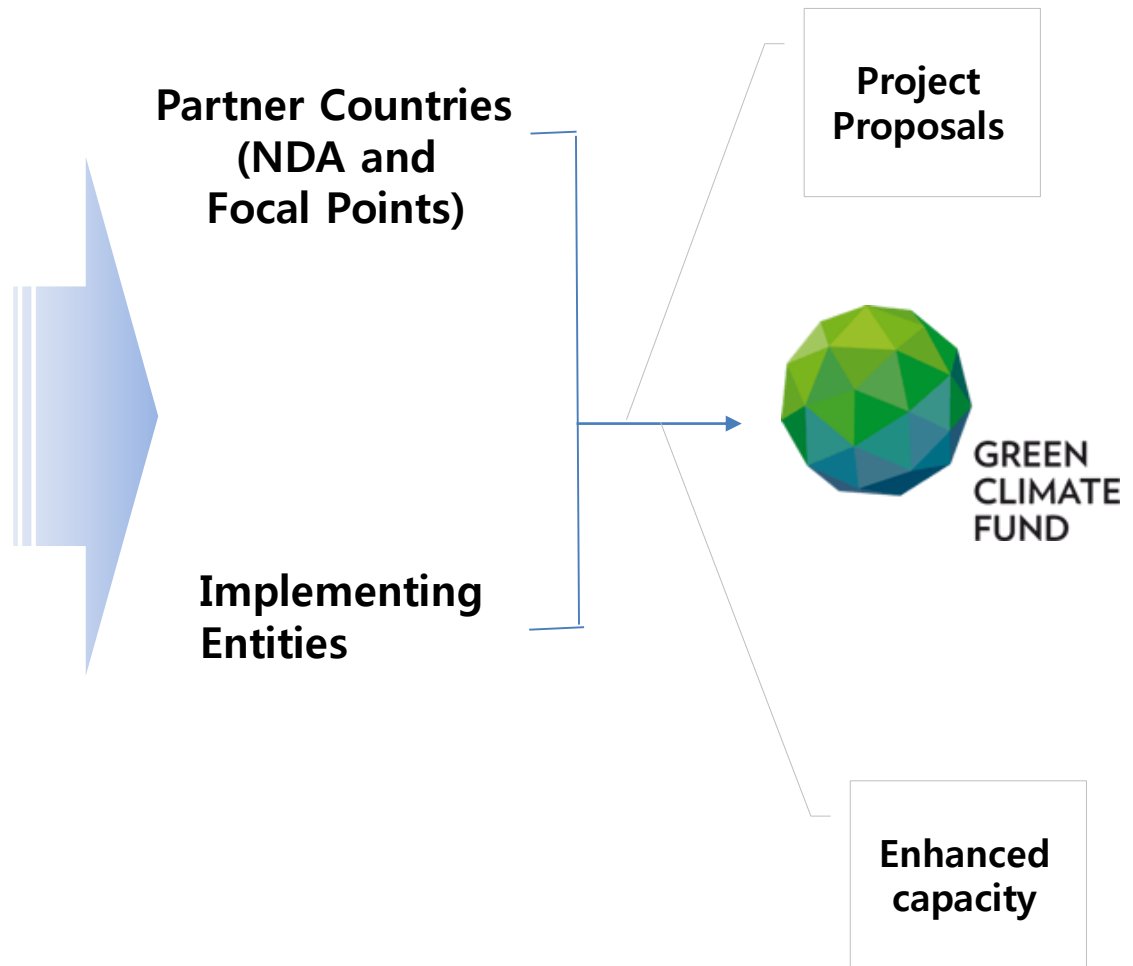 Partner Countries
(NDA and
Focal Points)
Implementing
Entities
Project
Proposals
GREEN
CLIMATE
FUND
Enhanced
capacity